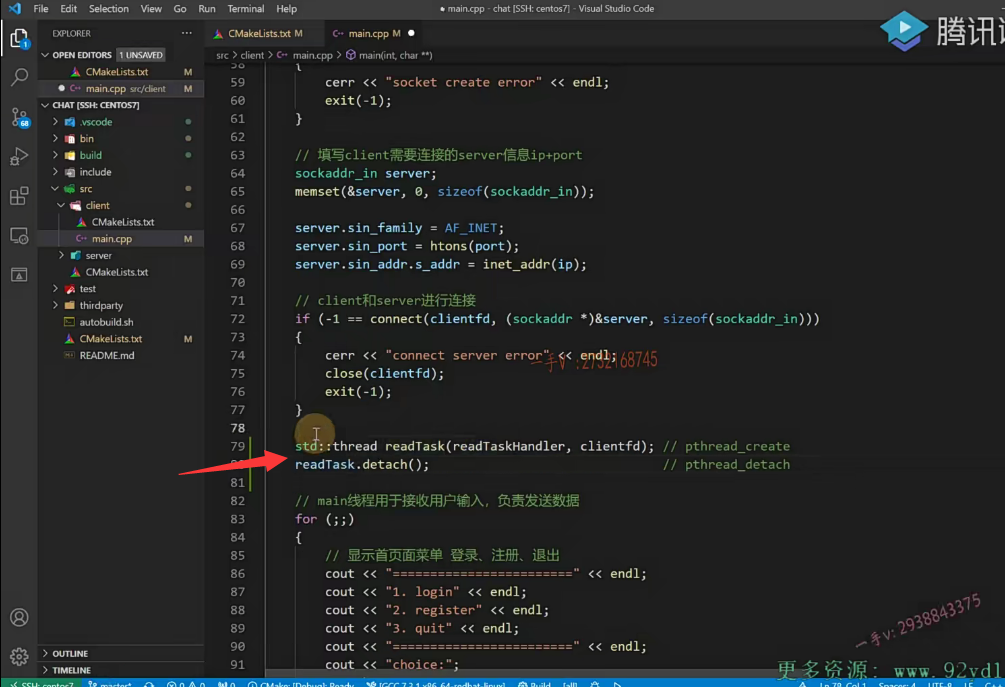 File Edit Selection View Go Run Terminal Help
● main.cpp - chat [SSH: centos7] - Visual Studio Code
腾讯
EXPLORER ...
OPEN EDITORS 1 UNSAVED
CMakeLists.txt M
● main.cpp src/client M
CHAT [SSH: CENTOS7]
.vscode
bin
build
include
src
client
CMakeLists.txt
main.cpp M
server
CMakeLists.txt
test
thirdparty
autobuild.sh
CMakeLists.txt M
README.md
OUTLINE
TIMELINE
CMakeLists.txt M main.cpp M ●
src > client > main.cpp > main(int, char **)
58 {
59 cerr << "socket create error" << endl;
60 exit(-1);
61 }
62
63 // 填写client需要连接的server信息ip+port
64 sockaddr_in server;
65 memset(&server, 0, sizeof(sockaddr_in));
66
67 server.sin_family = AF_INET;
68 server.sin_port = htons(port);
69 server.sin_addr.s_addr = inet_addr(ip);
70
71 // client和server进行连接
72 if (-1 == connect(clientfd, (sockaddr *)&server, sizeof(sockaddr_in)))
73 {
74 cerr << "connect server error" << endl;
一手v:2732168745
75 close(clientfd);
76 exit(-1);
77 }
78
79 std::thread readTask(readTaskHandler, clientfd); // pthread_create
readTask.detach(); // pthread_detach
81
82 // main线程用于接收用户输入，负责发送数据
83 for (;;)
84 {
85 // 显示首页面菜单 登录、注册、退出
86 cout << "========================" << endl;
87 cout << "1. login" << endl;
88 cout << "2. register" << endl;
89 cout << "3. quit" << endl;
90 cout << "========================" << endl;
91 cout << "choice:";
一手v: 2938843375
更多资源: www.92vd1
SSH: centos7 master* 0 0 0 CMake: [Debug]: Ready [GCC 7.3.1 x86_64-redhat-linux] Build [all] Ln 78, Col 1 Spaces: 4 UTF-8 LF C++